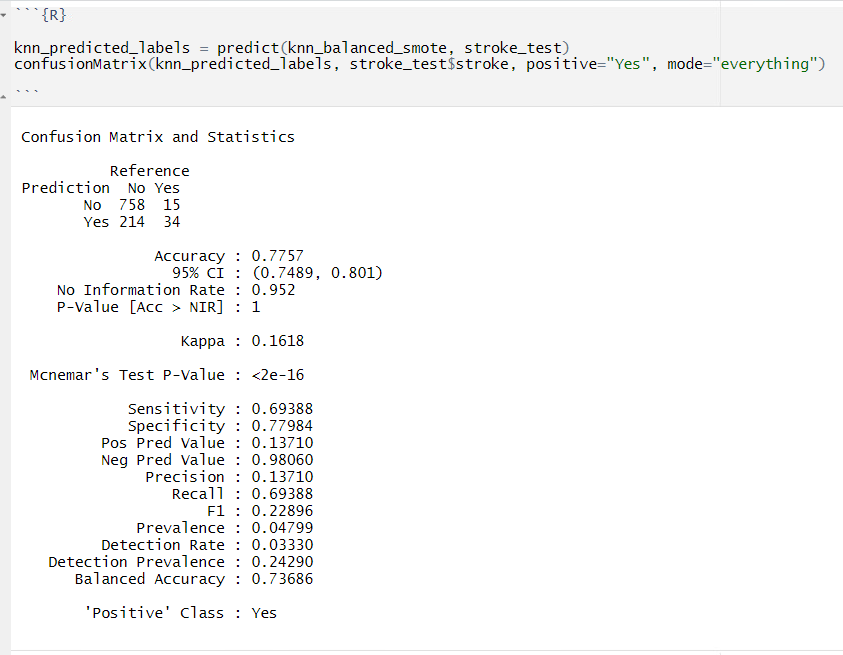 ```{R}
knn_predicted_labels = predict(knn_balanced_smote, stroke_test)
confusionMatrix(knn_predicted_labels, stroke_test$stroke, positive="Yes", mode="everything")
```
Confusion Matrix and Statistics
Reference
Prediction No Yes
No 758 15
Yes 214 34
Accuracy : 0.7757
95% CI : (0.7489, 0.801)
No Information Rate : 0.952
P-Value [Acc > NIR] : 1
Kappa : 0.1618
Mcnemar's Test P-Value : <2e-16
Sensitivity : 0.69388
Specificity : 0.77984
Pos Pred Value : 0.13710
Neg Pred Value : 0.98060
Precision : 0.13710
Recall : 0.69388
F1 : 0.22896
Prevalence : 0.04799
Detection Rate : 0.03330
Detection Prevalence : 0.24290
Balanced Accuracy : 0.73686
'Positive' Class : Yes